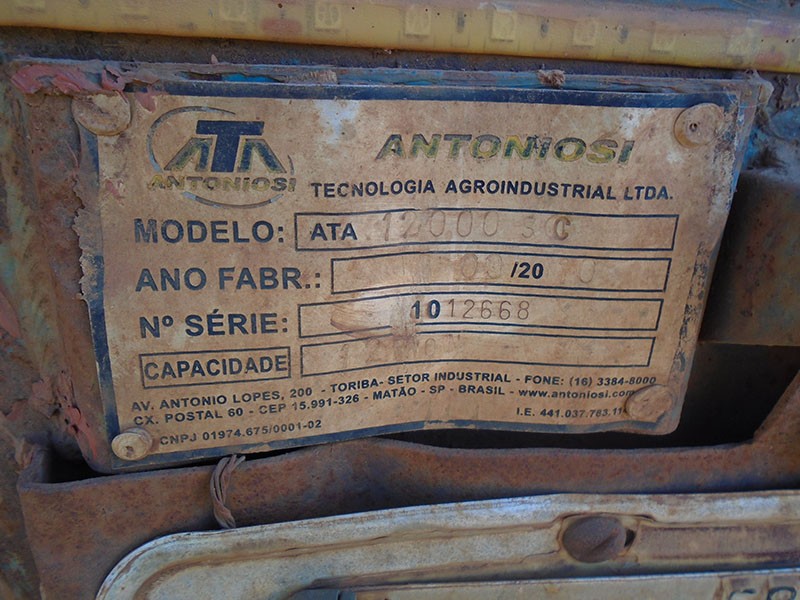 ATA
ANTONIOSI
ANTONIOSI
TECNOLOGIA AGROINDUSTRIAL LTDA.
MODELO: ATA 12000 3C
ANO FABR.: /20
Nº SÉRIE: 1012668
CAPACIDADE
AV. ANTONIO LOPES, 200 - TORIBA- SETOR INDUSTRIAL - FONE: (16) 3384-8000
CX. POSTAL 60 - CEP 15.991-326 - MATÃO - SP - BRASIL - www.antoniosi.com
CNPJ 01974.675/0001-02
I.E. 441.037.763.11